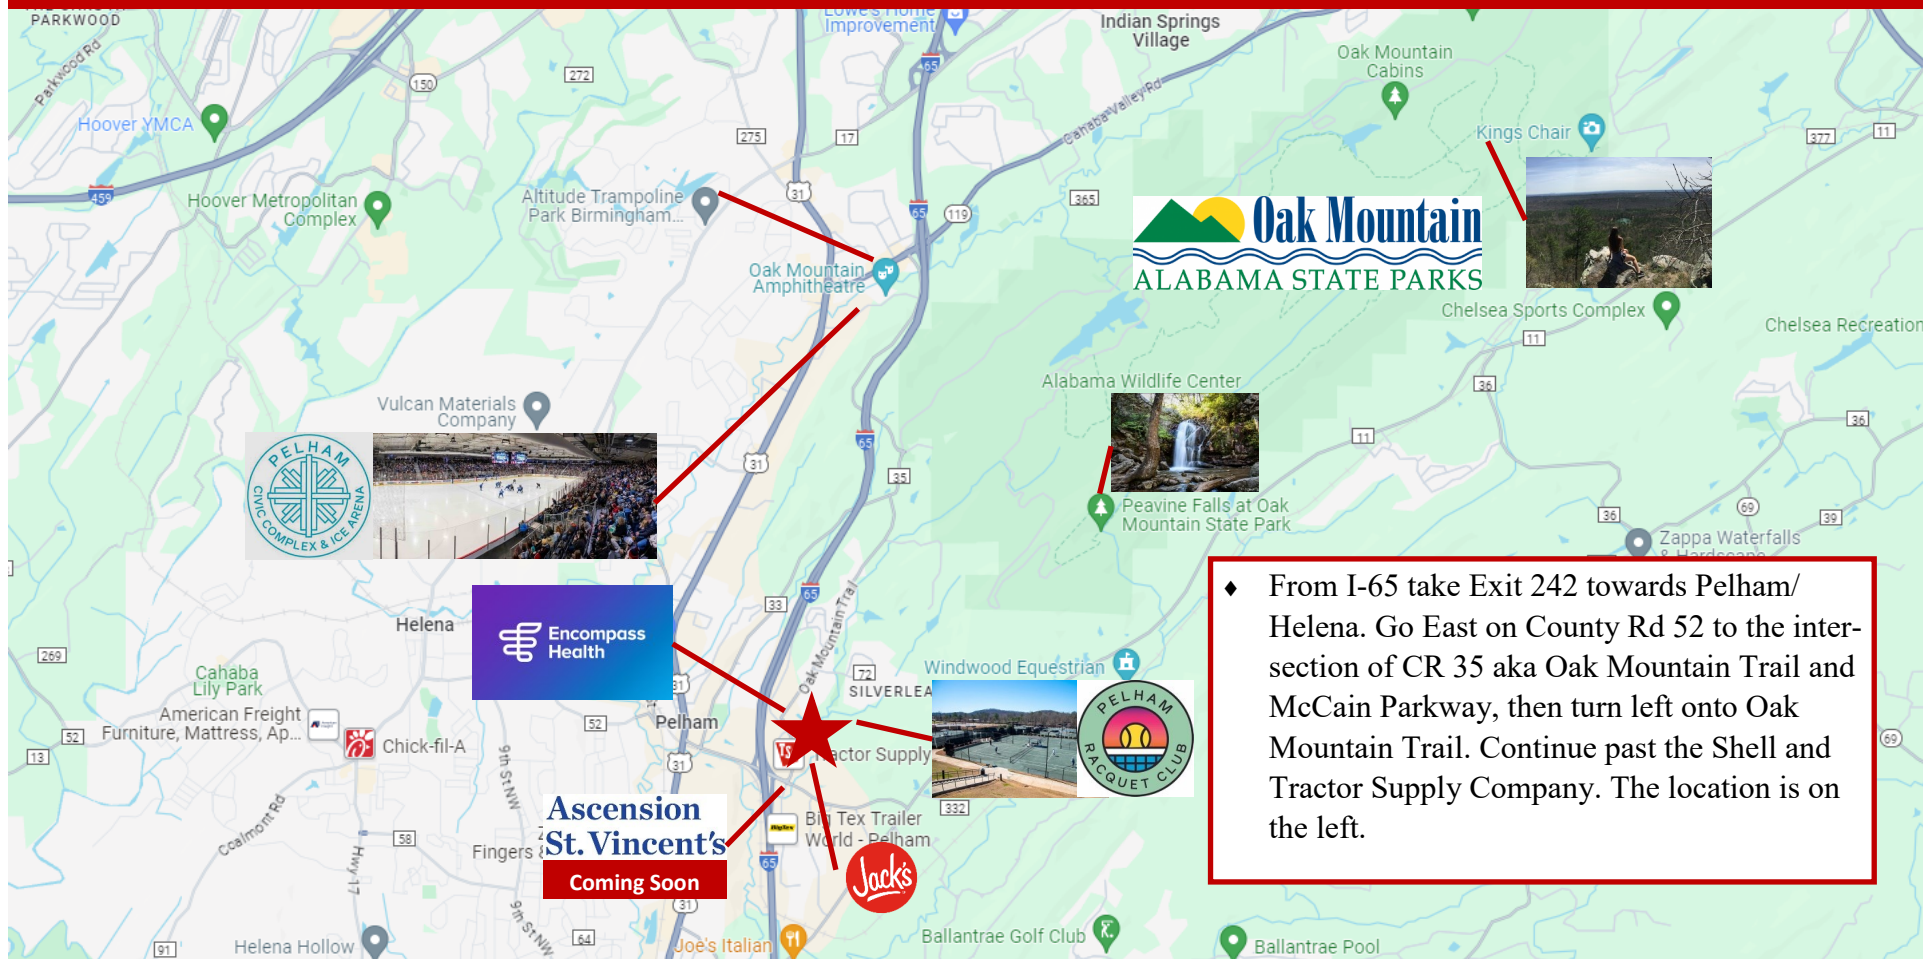 PARKWOOD
Parkwood Rd
Lowe's Home
Improvement
Indian Springs
Village
Oak Mountain
Cabins
150
272
65
Cahaba Valley Rd
Kings Chair
Hoover YMCA
275
17
377
11
459
Hoover Metropolitan
Complex
Altitude Trampoline
Park Birmingham...
31
65
119
365
Oak Mountain
ALABAMA STATE PARKS
Oak Mountain
Amphitheatre
Chelsea Sports Complex
Chelsea Recreation
11
Alabama Wildlife Center
36
Vulcan Materials
Company
36
PELHAM
CIVIC COMPLEX & ICE ARENA
65
11
31
35
Peavine Falls at Oak
Mountain State Park
69
36
39
Zappa Waterfalls
& Hardscape
65
33
Oak Mountain Trail
Encompass
Health
Helena
269
Cahaba
Lily Park
31
72
SILVERLEA
Windwood Equestrian
PELHAM
RACQUET CLUB
American Freight
Furniture, Mattress, Ap...
52
Pelham
52
13
Chick-fil-A
9th St NW
31
TS
actor Supply
69
♦ From I-65 take Exit 242 towards Pelham/
Helena. Go East on County Rd 52 to the inter-
section of CR 35 aka Oak Mountain Trail and
McCain Parkway, then turn left onto Oak
Mountain Trail. Continue past the Shell and
Tractor Supply Company. The location is on
the left.
Ascension
St. Vincent's
Coming Soon
332
BigTex
Big Tex Trailer
World - Pelham
Coalmont Rd
58
Fingers &
Hwy 17
65
Jack's
31
9th St NW
91
Helena Hollow
64
Joe's Italian
Ballantrae Golf Club
Ballantrae Pool